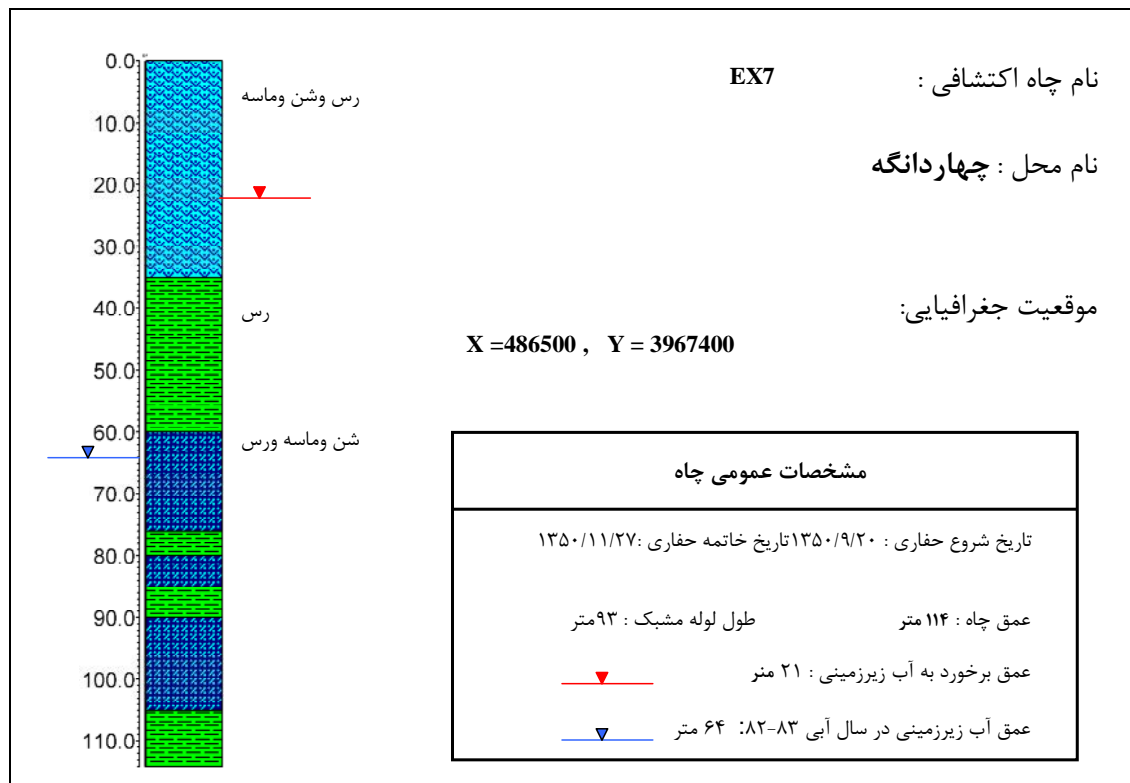 نام چاه اکتشافی : EX7
نام محل : چهاردانگه
موقعیت جغرافیایی:
X =486500 , Y = 3967400
0.0
10.0
20.0
30.0
40.0
50.0
60.0
70.0
80.0
90.0
100.0
110.0
رس وشن وماسه
رس
شن وماسه ورس
مشخصات عمومی چاه
تاریخ شروع حفاری : ۱۳۵۰/۹/۲۰تاریخ خاتمه حفاری :۱۳۵۰/۱۱/۲۷
عمق چاه : ۱۱۴ متر طول لوله مشبک : ۹۳متر
عمق برخورد به آب زیرزمینی : ۲۱ منر
عمق آب زیرزمینی در سال آبی ۸۳-۸۲: ۶۴ متر